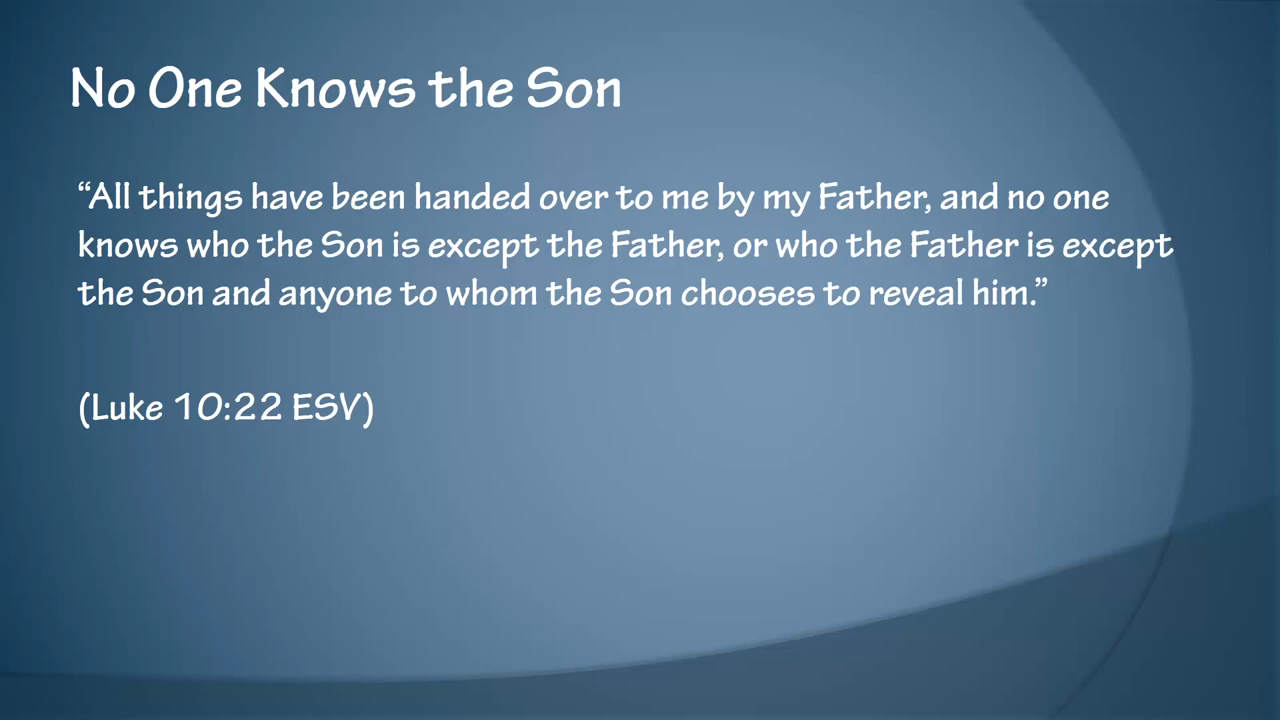 No One Knows the Son
“All things have been handed over to me by my Father, and no one
knows who the Son is except the Father, or who the Father is except
the Son and anyone to whom the Son chooses to reveal him.”
(Luke 10:22 ESV)